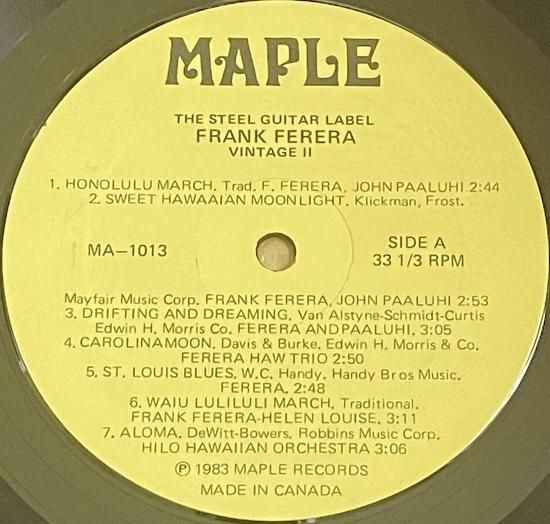 MAPLE
THE STEEL GUITAR LABEL
FRANK FERERA
VINTAGE II
1. HONOLULU MARCH. Trad. F. FERERA, JOHN PAALUHI 2:44
2. SWEET HAWAAIAN MOONLIGHT. Klickman, Frost.
MA-1013
SIDE A
33 1/3 RPM
Mayfair Music Corp. FRANK FERERA, JOHN PAALUHI 2:53
3. DRIFTING AND DREAMING. Van Alstyne-Schmidt-Curtis
Edwin H. Morris Co. FERERA AND PAALUHI. 3:05
4. CAROLINA MOON. Davis & Burke. Edwin H. Morris & Co.
FERERA HAW TRIO 2:50
5. ST. LOUIS BLUES. W.C. Handy. Handy Bros Music.
FERERA. 2:48
6. WAIU LULILULI MARCH. Traditional.
FRANK FERERA-HELEN LOUISE. 3:11
7. ALOMA. DeWitt-Bowers. Robbins Music Corp.
HILO HAWAIIAN ORCHESTRA 3:06
℗ 1983 MAPLE RECORDS
MADE IN CANADA